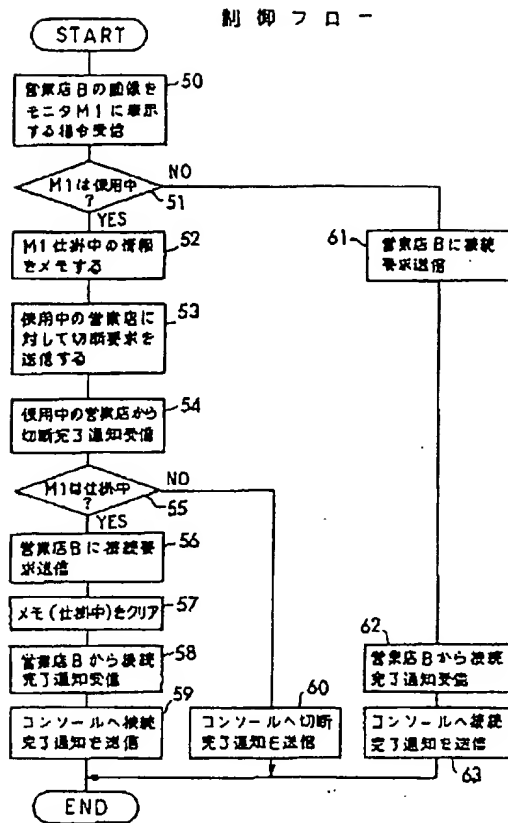 制御フロー
START
営業店Bの画像を
モニタM1に表示
する指令受信
50
M1は使用中
?
51
NO
YES
M1仕掛中の情報
をメモする
52
使用中の営業店に
対して切断要求を
送信する
53
使用中の営業店から
切断完了通知受信
54
M1は仕掛中
?
55
NO
YES
営業店Bに接続要
求送信
56
メモ(仕掛中)をクリア
57
営業店Bから接続
完了通知受信
58
コンソールへ接続
完了通知を送信
59
コンソールへ切断
完了通知を送信
60
営業店Bに接続
要求送信
61
営業店Bから接続
完了通知受信
62
コンソールへ接続
完了通知を送信
63
END